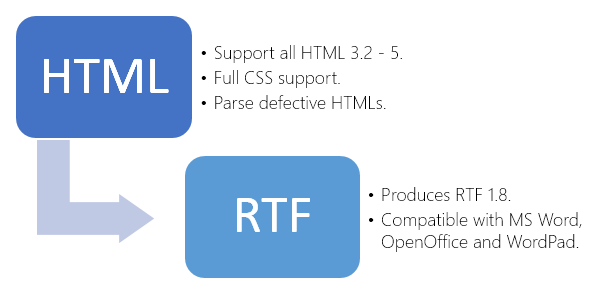 HTML
• Support all HTML 3.2 - 5.
• Full CSS support.
• Parse defective HTMLs.
RTF
• Produces RTF 1.8.
• Compatible with MS Word,
OpenOffice and WordPad.